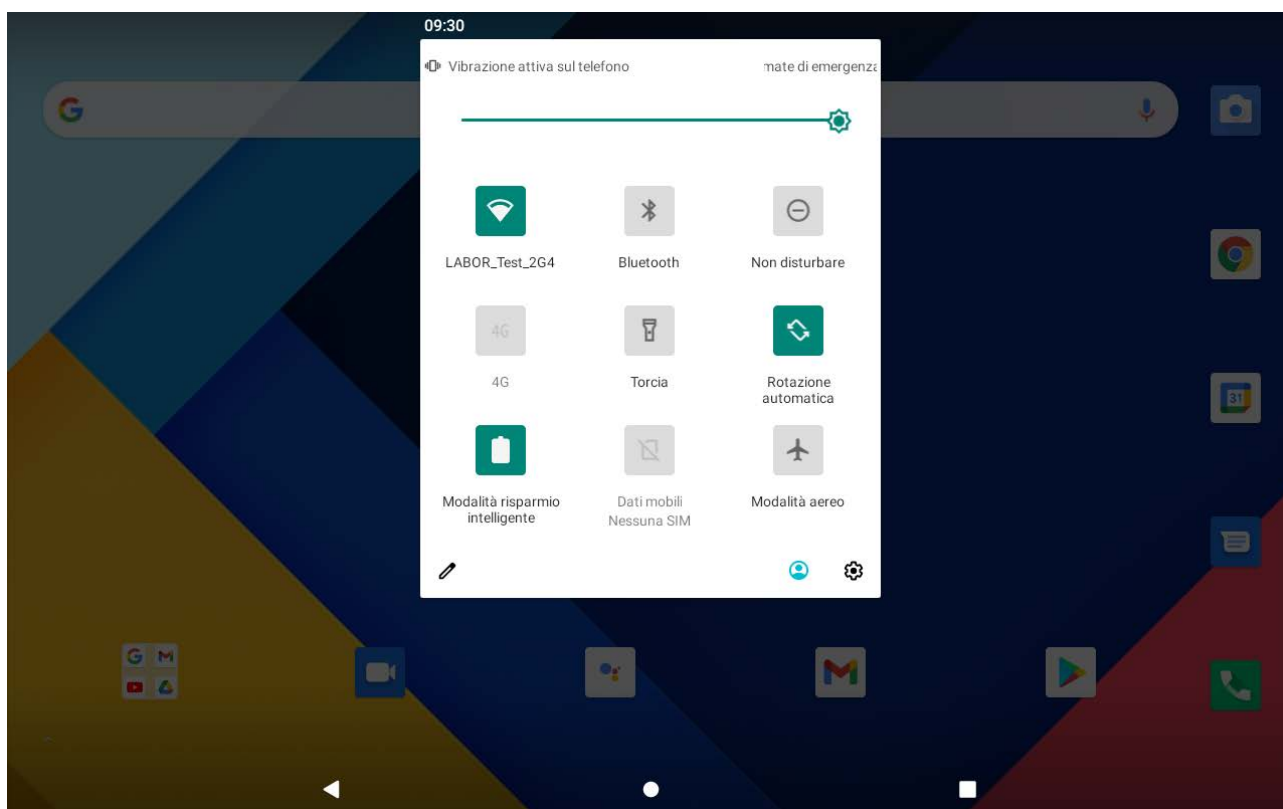 09:30
Vibrazione attiva sul telefono
mate di emergenza
LABOR_Test_2G4
Bluetooth
Non disturbare
4G
4G
Torcia
Rotazione
automatica
Modalità risparmio
intelligente
Dati mobili
Nessuna SIM
Modalità aereo
31